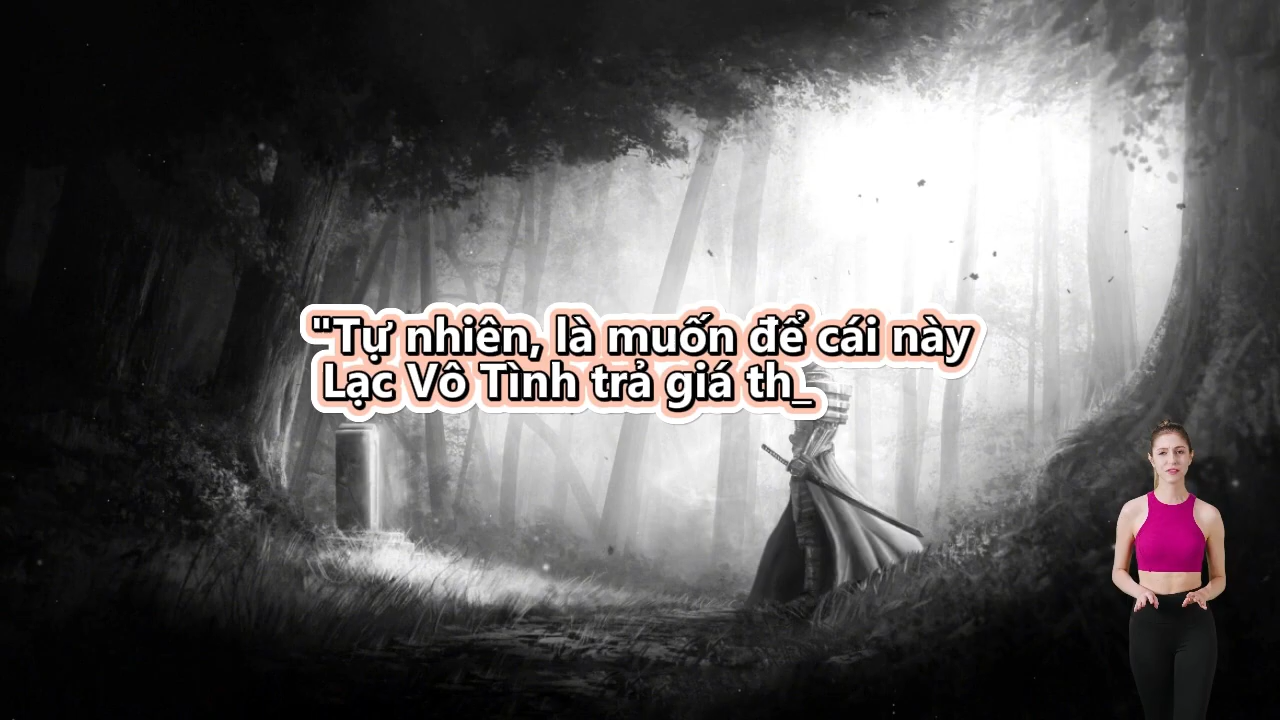 "Tự nhiên, là muốn để cái này
Lạc Vô Tình trả giá th_